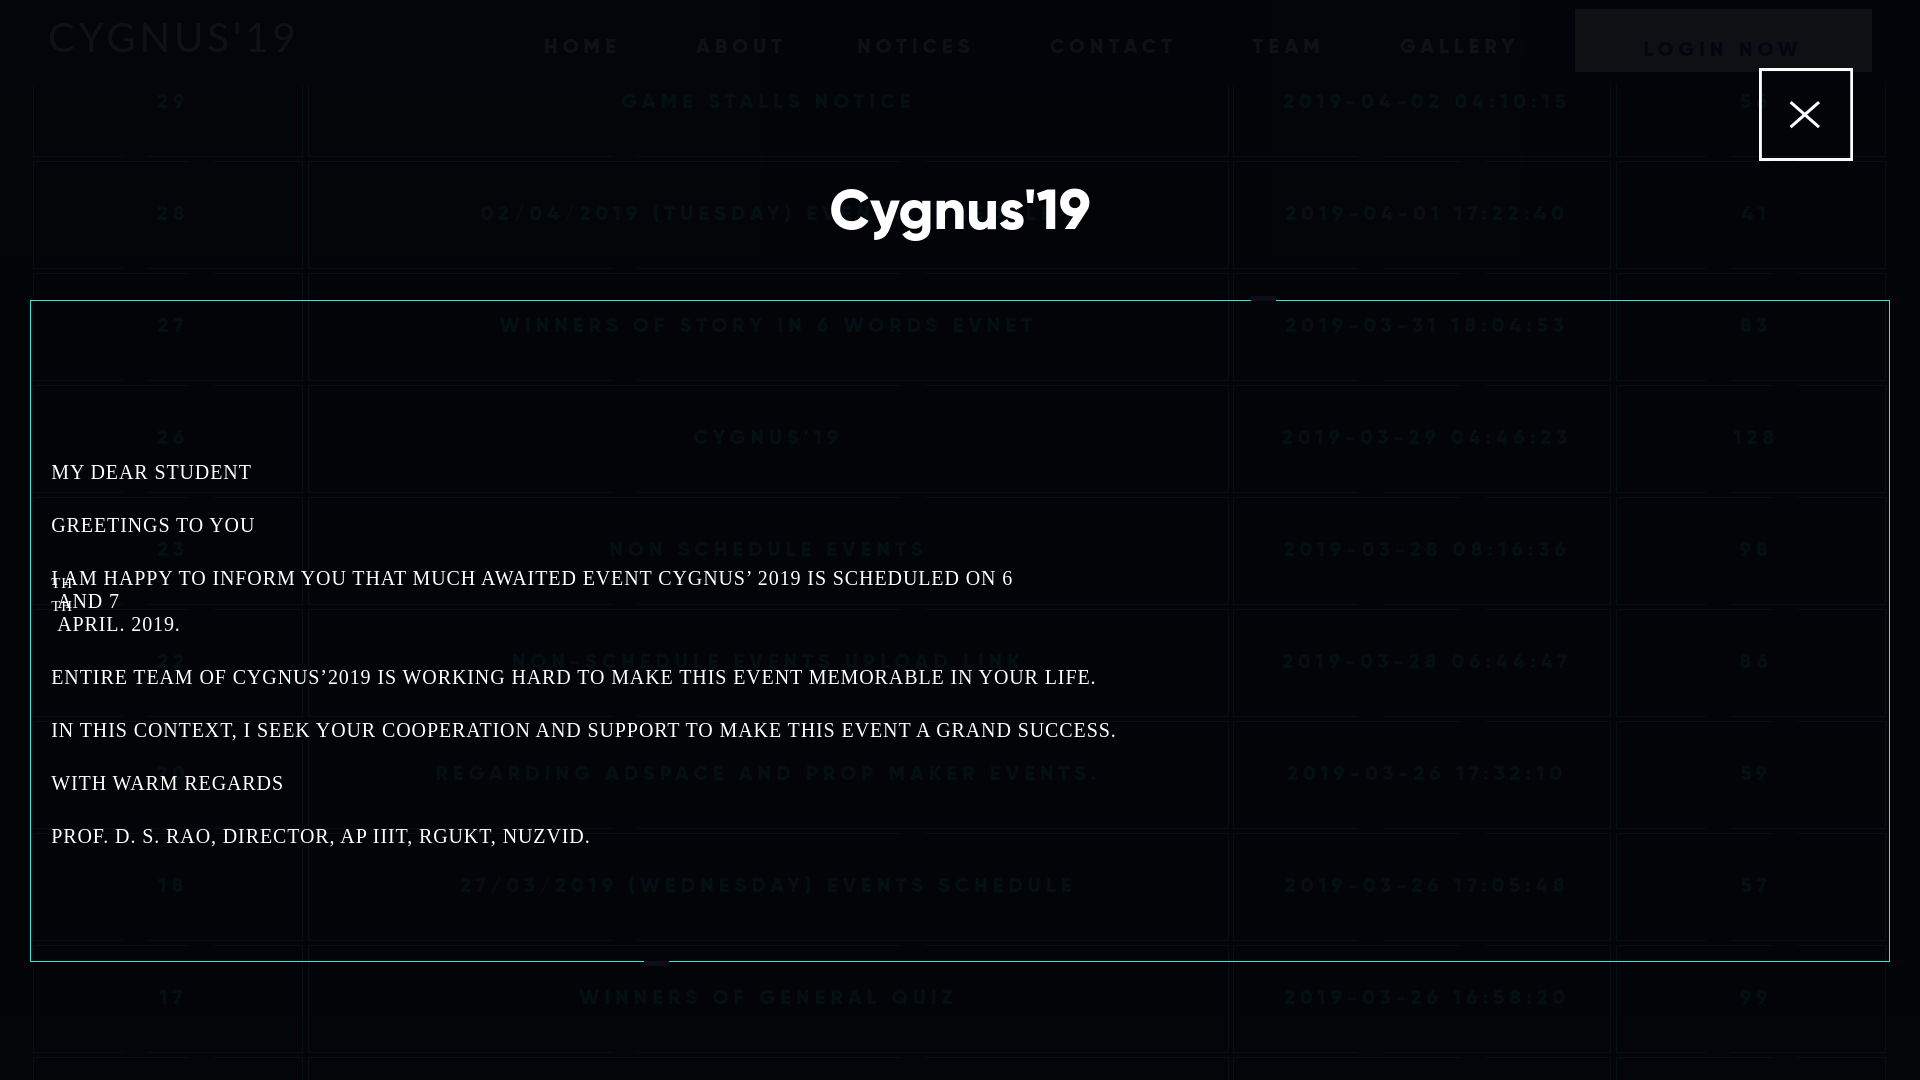 CYGNUS'19
HOME ABOUT NOTICES CONTACT TEAM GALLERY LOGIN NOW
29 GAME STALLS NOTICE 2019-04-02 04:10:15
Cygnus'19
28 02/04/2019 (TUESDAY) 2019-04-01 17:22:40 41
27 WINNERS OF STORY IN 6 WORDS EVNET 2019-03-31 18:04:53 83
26 CYGNUS'19 2019-03-29 04:46:23 128
MY DEAR STUDENT
GREETINGS TO YOU
23 NON SCHEDULE EVENTS 2019-03-28 08:16:36 98
I AM HAPPY TO INFORM YOU THAT MUCH AWAITED EVENT CYGNUS’ 2019 IS SCHEDULED ON 6
TH
AND 7
TH
APRIL. 2019.
22 NON-SCHEDULE EVENTS UPLOAD LINK 2019-03-28 06:44:47 86
ENTIRE TEAM OF CYGNUS’2019 IS WORKING HARD TO MAKE THIS EVENT MEMORABLE IN YOUR LIFE.
IN THIS CONTEXT, I SEEK YOUR COOPERATION AND SUPPORT TO MAKE THIS EVENT A GRAND SUCCESS.
REGARDING ADSPACE AND PROP MAKER EVENTS. 2019-03-26 17:32:10 59
WITH WARM REGARDS
PROF. D. S. RAO, DIRECTOR, AP IIIT, RGUKT, NUZVID.
18 27/03/2019 (WEDNESDAY) EVENTS SCHEDULE 2019-03-26 17:05:48 57
17 WINNERS OF GENERAL QUIZ 2019-03-26 16:58:20 99